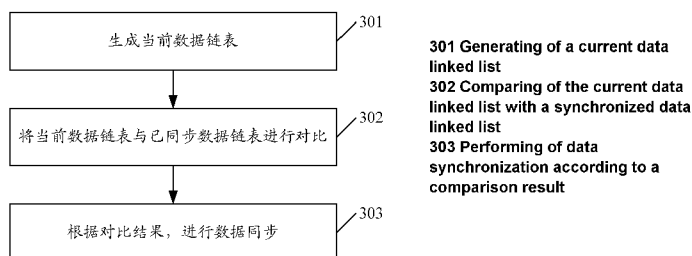 生成当前数据链表
301
将当前数据链表与已同步数据链表进行对比
302
根据对比结果，进行数据同步
303
301 Generating of a current data
linked list
302 Comparing of the current data
linked list with a synchronized data
linked list
303 Performing of data
synchronization according to a
comparison result